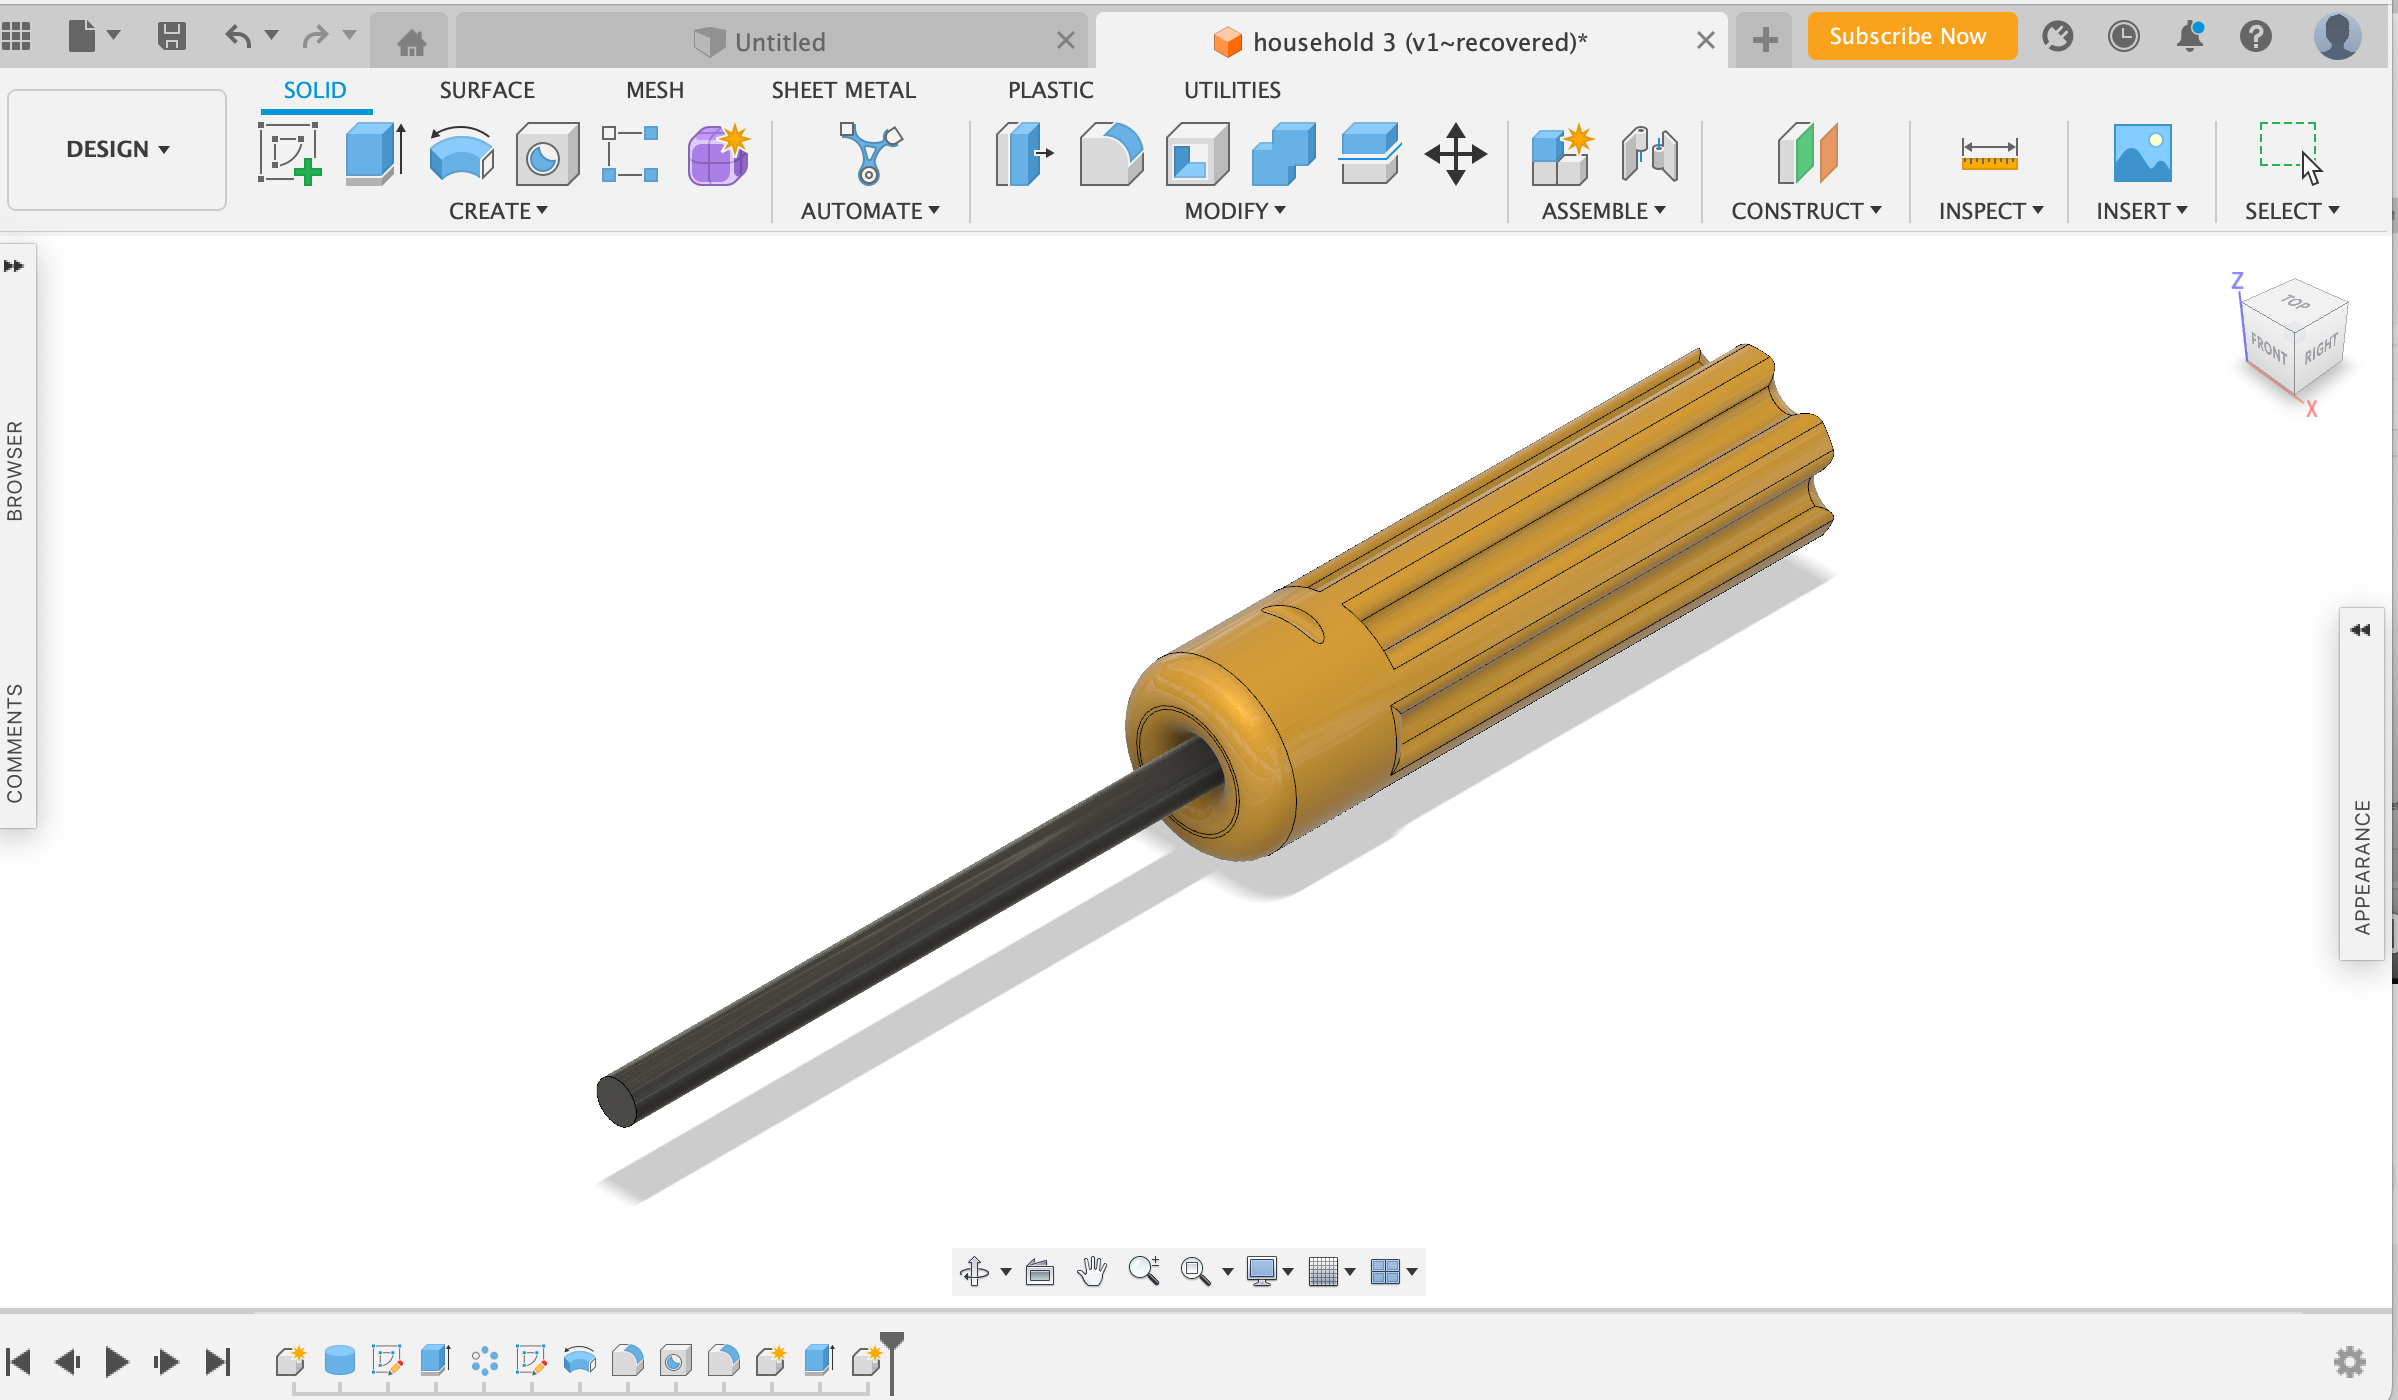 Untitled
household 3 (v1~recovered)*
Subscribe Now
SOLID SURFACE MESH SHEET METAL PLASTIC UTILITIES
DESIGN
CREATE AUTOMATE MODIFY ASSEMBLE CONSTRUCT INSPECT INSERT SELECT
BROWSER
COMMENTS
Z
TOP
FRONT
RIGHT
X
APPEARANCE